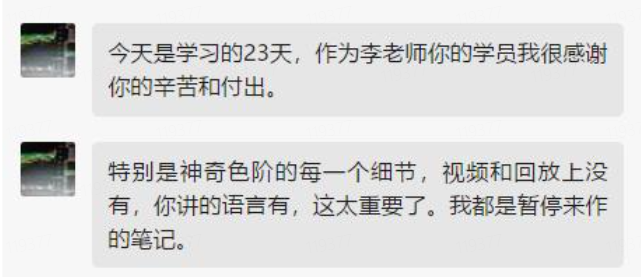 今天是学习的23天，作为李老师你的学员我很感谢
你的辛苦和付出。
特别是神奇色阶的每一个细节，视频和回放上没
有，你讲的语言有，这太重要了。我都是暂停来作
的笔记。